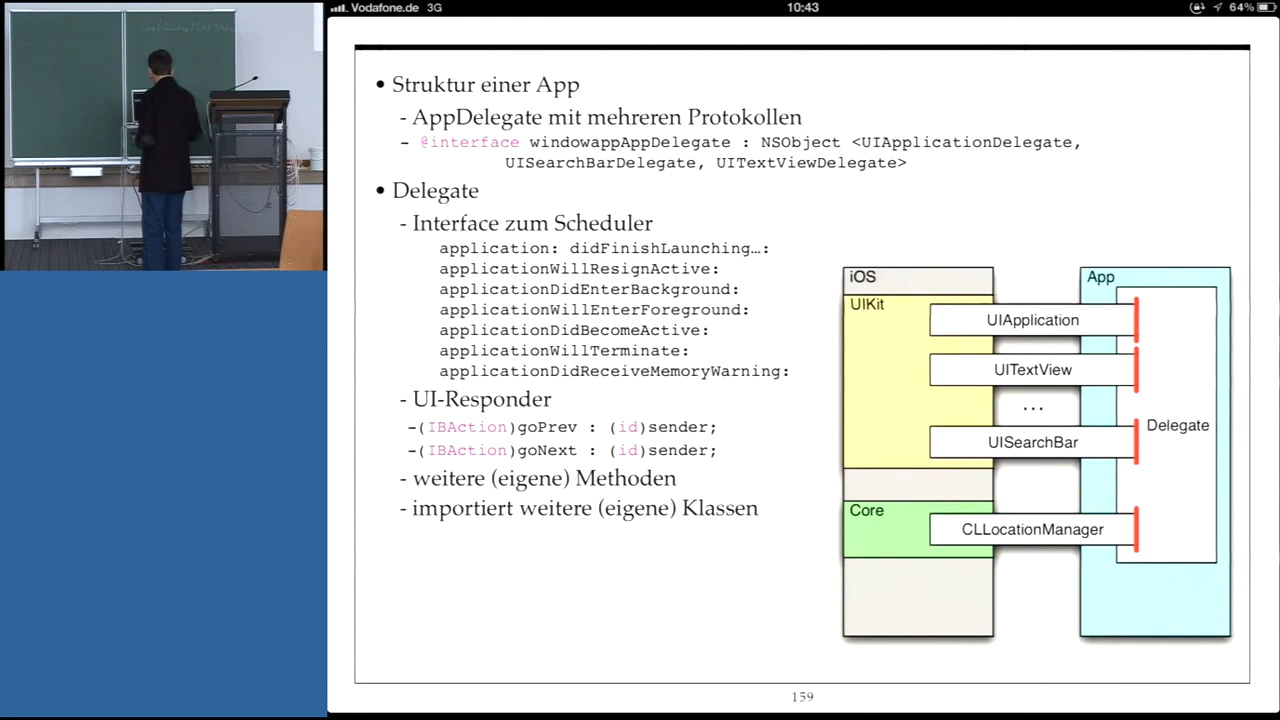 Vodafone.de 3G
10:43
64%
• Struktur einer App
- AppDelegate mit mehreren Protokollen
- @interface windowappAppDelegate : NSObject <UIApplicationDelegate,
UISearchBarDelegate, UITextViewDelegate>
• Delegate
- Interface zum Scheduler
application: didFinishLaunching…:
applicationWillResignActive:
applicationDidEnterBackground:
applicationWillEnterForeground:
applicationDidBecomeActive:
applicationWillTerminate:
applicationDidReceiveMemoryWarning:
- UI-Responder
-(IBAction)goPrev : (id)sender;
-(IBAction)goNext : (id)sender;
- weitere (eigene) Methoden
- importiert weitere (eigene) Klassen
iOS
App
UIKit
UIApplication
UITextView
...
UISearchBar
Delegate
Core
CLLocationManager
159